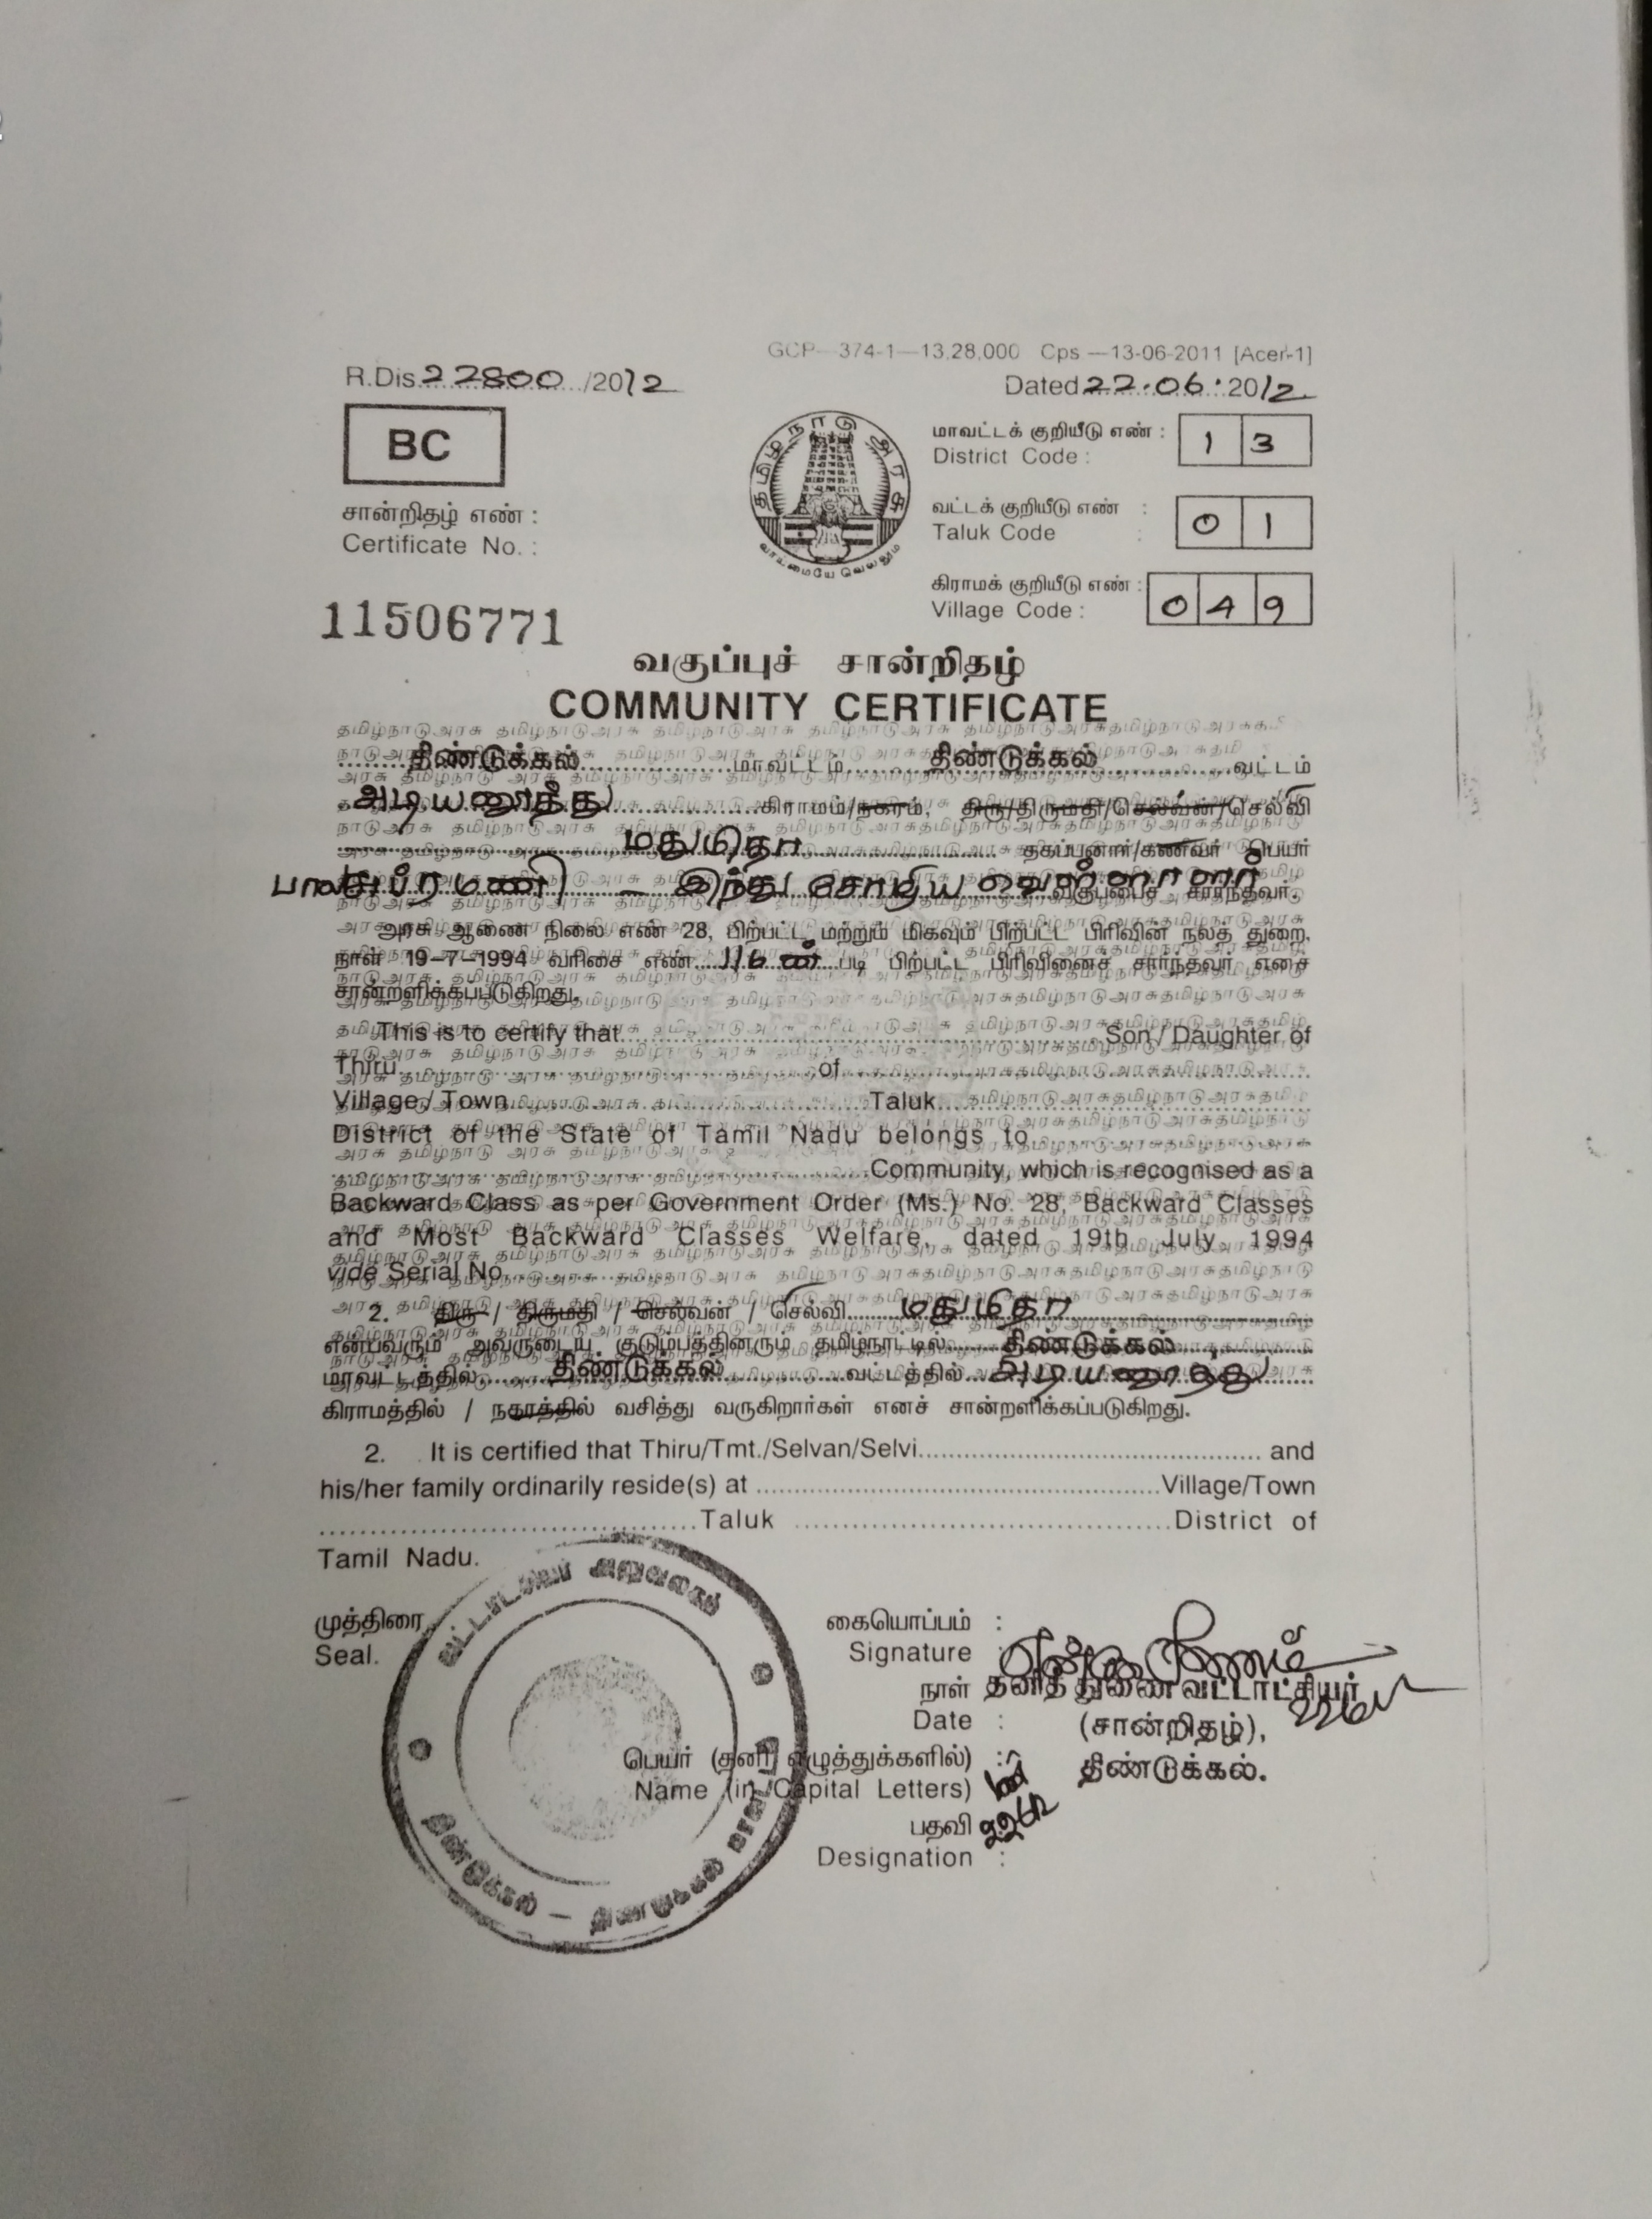 GCP—374-1—13,28,000 Cps —13-06-2011 [Acer-1]
R.Dis.22800/2012
Dated 22.06.2012
BC
தமிழ்நாடு அரசு
வாய்மையே வெல்லும்
மாவட்டக் குறியீடு எண் :
District Code :
1 3
சான்றிதழ் எண் :
Certificate No. :
வட்டக் குறியீடு எண் :
Taluk Code :
0 1
கிராமக் குறியீடு எண் :
Village Code :
0 4 9
11506771
வகுப்புச் சான்றிதழ்
COMMUNITY CERTIFICATE
திண்டுக்கல் மாவட்டம் திண்டுக்கல் வட்டம்
அடியனூத்து கிராமம்/நகரம், திரு/திருமதி/செல்வன்/செல்வி
மதுமிதா தகப்பனார்/கணவர் பெயர்
பாலசுப்ரமணி – இந்து சோழிய வெள்ளாளர் வகுப்பைச் சார்ந்தவர்.
அரசு ஆணை நிலை எண் 28, பிற்பட்ட மற்றும் மிகவும் பிற்பட்ட பிரிவின் நலத் துறை,
நாள் 19–7–1994 வரிசை எண் படி பிற்பட்ட பிரிவினைச் சார்ந்தவர் எனச்
சான்றளிக்கப்படுகிறது.
This is to certify that.......... Son / Daughter of
Thiru..........of..........
Village / Town..........Taluk..........
District of the State of Tamil Nadu belongs to
..........Community, which is recognised as a
Backward Class as per Government Order (Ms.) No. 28, Backward Classes
and Most Backward Classes Welfare, dated 19th July 1994
vide Serial No...........
2. திரு / திருமதி / செல்வன் / செல்வி மதுமிதா
என்பவரும் அவருடைய குடும்பத்தினரும் தமிழ்நாட்டில் திண்டுக்கல்
மாவட்டத்தில் திண்டுக்கல் வட்டத்தில் அடியனூத்து
கிராமத்தில் / நகரத்தில் வசித்து வருகிறார்கள் எனச் சான்றளிக்கப்படுகிறது.
2. It is certified that Thiru/Tmt./Selvan/Selvi.......... and
his/her family ordinarily reside(s) at ..........Village/Town
..........Taluk ..........District of
Tamil Nadu.
முத்திரை
Seal.
வட்டாட்சியர் அலுவலகம்
திண்டுக்கல் – திண்டுக்கல் மாவட்டம்
கையொப்பம் :
Signature :
நாள்
Date :
தனித் துணை வட்டாட்சியர்
(சான்றிதழ்),
திண்டுக்கல்.
பெயர் (தனி எழுத்துக்களில்) :
Name (in Capital Letters)
பதவி
Designation :